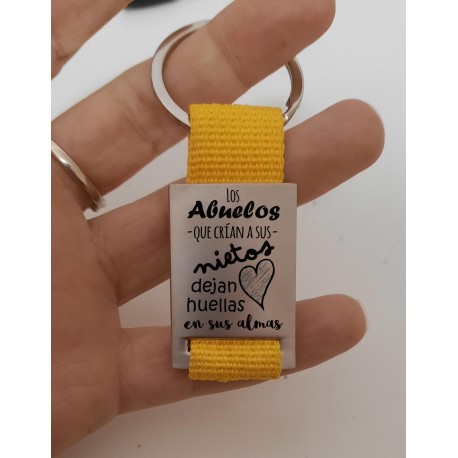 LOS
Abuelos
-QUE CRÍAN A SUS-
nietos
dejan
huellas
en sus almas